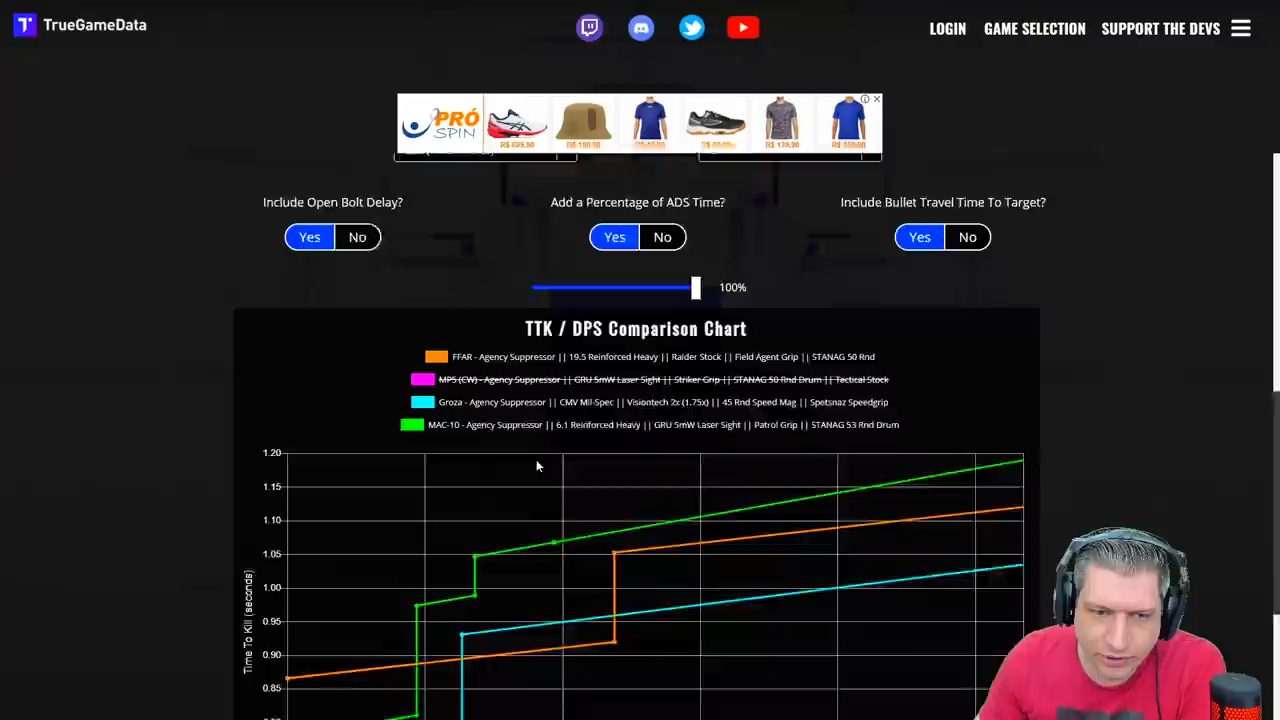 TrueGameData
LOGIN GAME SELECTION SUPPORT THE DEVS
PRÓ
SPIN
R$ 699,90
R$ 139,90
Include Open Bolt Delay?
Yes No
Add a Percentage of ADS Time?
Yes No
Include Bullet Travel Time To Target?
Yes No
100%
TTK / DPS Comparison Chart
FFAR - Agency Suppressor || 19.5 Reinforced Heavy || Raider Stock || Field Agent Grip || STANAG 50 Rnd
MP5 (CW) - Agency Suppressor || GRU 5mW Laser Sight || Striker Grip || STANAG 50 Rnd Drum || Tactical Stock
Groza - Agency Suppressor || CMV Mil-Spec || Visiontech 2x (1.75x) || 45 Rnd Speed Mag || Spetsnaz Speedgrip
MAC-10 - Agency Suppressor || 6.1 Reinforced Heavy || GRU 5mW Laser Sight || Patrol Grip || STANAG 53 Rnd Drum
1.20
1.15
1.10
1.05
1.00
0.95
0.90
0.85
Time To Kill (seconds)